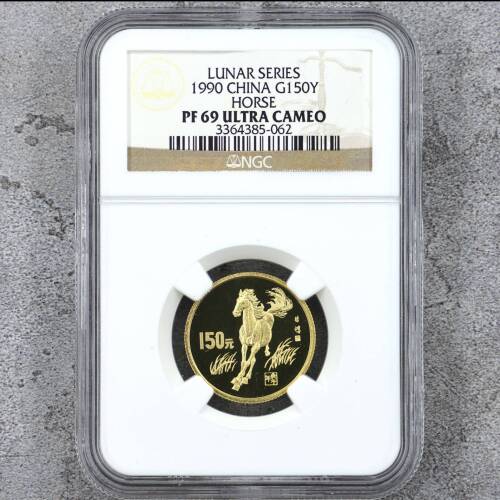 LUNAR SERIES
1990 CHINA G150Y
HORSE
PF 69 ULTRA CAMEO
3364385-062
NGC
150元